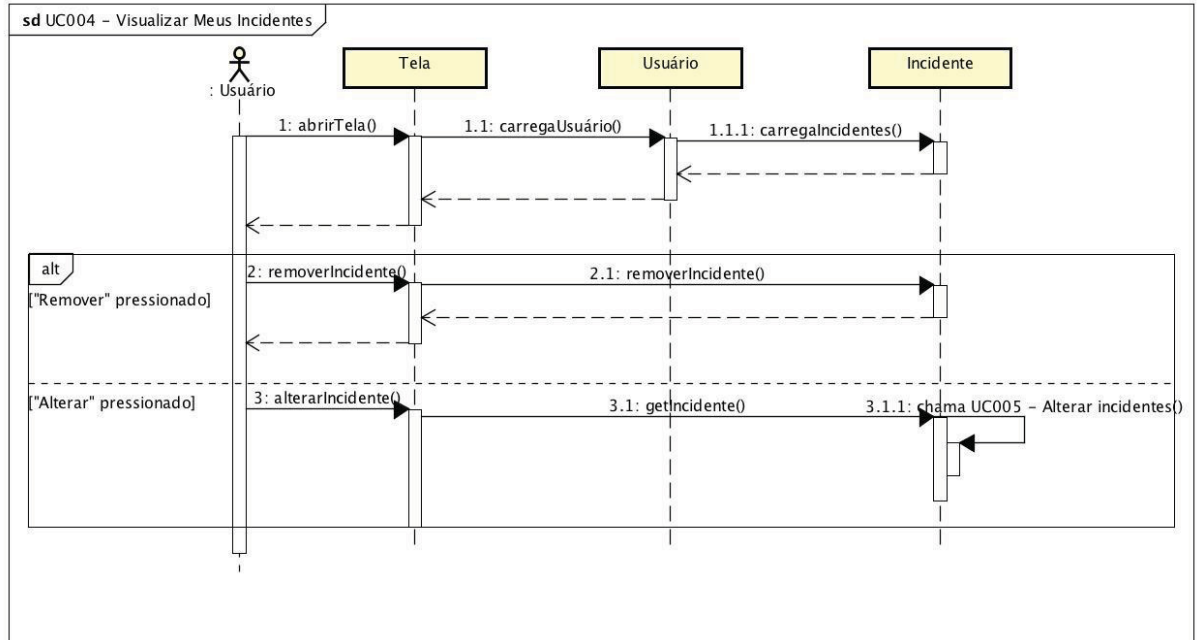 sd UC004 – Visualizar Meus Incidentes
: Usuário
Tela
Usuário
Incidente
1: abrirTela()
1.1: carregaUsuário()
1.1.1: carregaIncidentes()
alt
["Remover" pressionado]
2: removerIncidente()
2.1: removerIncidente()
["Alterar" pressionado]
3: alterarIncidente()
3.1: getIncidente()
3.1.1: chama UC005 – Alterar incidentes()